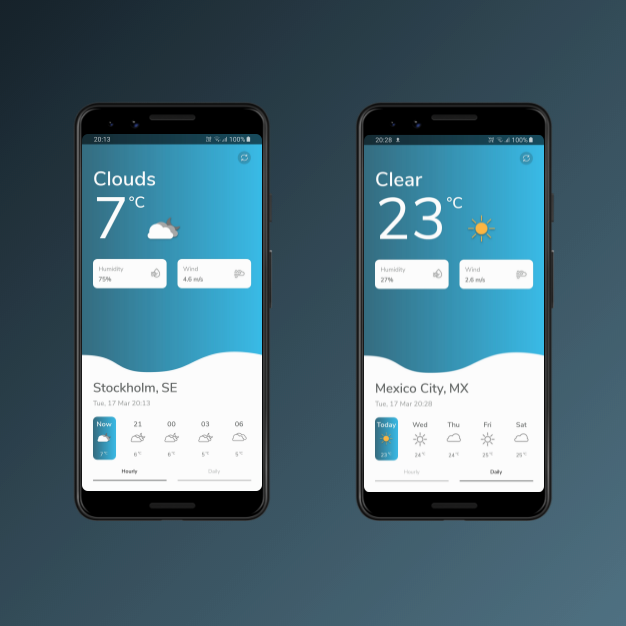 20:13
100%
Clouds
7°C
Humidity
75%
Wind
4.6 m/s
Stockholm, SE
Tue, 17 Mar 20:13
Now 21 00 03 06
7°C 6°C 6°C 5°C 5°C
Hourly Daily
20:28
100%
Clear
23°C
Humidity
27%
Wind
2.6 m/s
Mexico City, MX
Tue, 17 Mar 20:28
Today Wed Thu Fri Sat
23°C 24°C 24°C 25°C 25°C
Hourly Daily